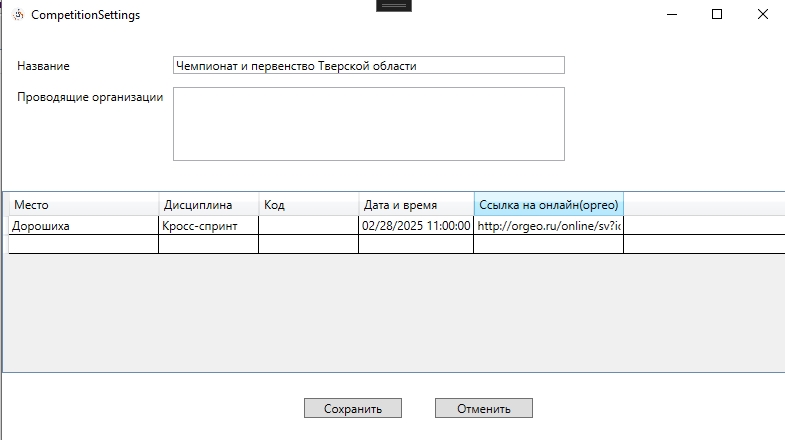 CompetitionSettings
Название Чемпионат и первенство Тверской области
Проводящие организации
Место Дисциплина Код Дата и время Ссылка на онлайн(оргео)
Дорошиха Кросс-спринт 02/28/2025 11:00:00 http://orgeo.ru/online/sv?id
Сохранить Отменить